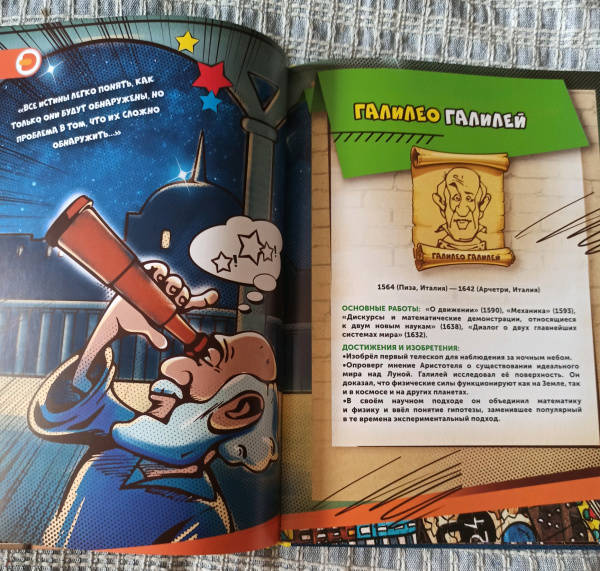 «ВСЕ ИСТИНЫ ЛЕГКО ПОНЯТЬ, КАК
ТОЛЬКО ОНИ БУДУТ ОБНАРУЖЕНЫ, НО
ПРОБЛЕМА В ТОМ, ЧТО ИХ СЛОЖНО
ОБНАРУЖИТЬ...»
ГАЛИЛЕО ГАЛИЛЕЙ
ГАЛИЛЕО ГАЛИЛЕЙ
1564 (Пиза, Италия) — 1642 (Арчетри, Италия)
ОСНОВНЫЕ РАБОТЫ: «О движении» (1590), «Механика» (1593),
«Дискурсы и математические демонстрации, относящиеся
к двум новым наукам» (1638), «Диалог о двух главнейших
системах мира» (1632).
ДОСТИЖЕНИЯ И ИЗОБРЕТЕНИЯ:
•Изобрёл первый телескоп для наблюдения за ночным небом.
•Опроверг мнение Аристотеля о существовании идеального
мира над Луной. Галилей исследовал её поверхность. Он
доказал, что физические силы функционируют как на Земле, так
и в космосе и на других планетах.
•В своём научном подходе он объединил математику
и физику и ввёл понятие гипотезы, заменившее популярный
в те времена экспериментальный подход.